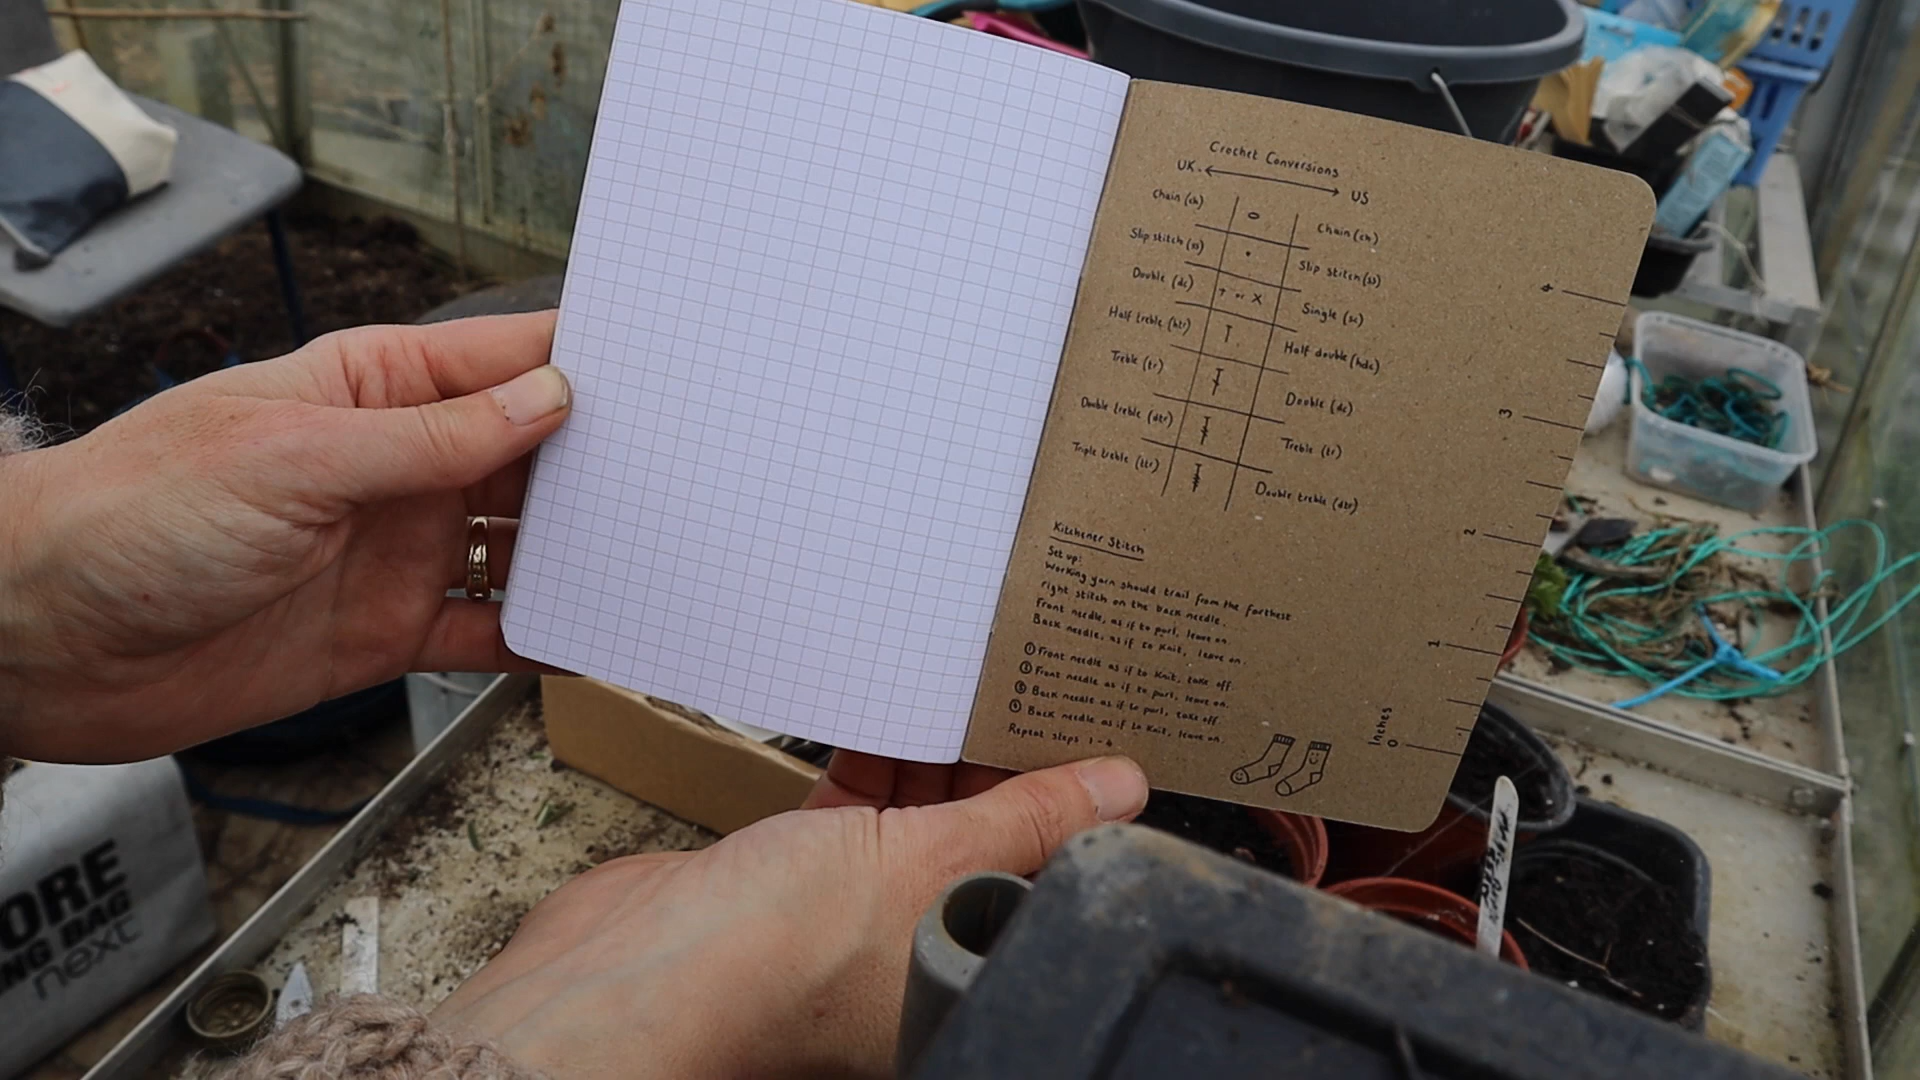 Crochet Conversions
UK ←→ US
Chain (ch) Chain (ch)
Slip stitch (ss) Slip stitch (ss)
Double (dc) + or X Single (sc)
Half treble (htr) Half double (hdc)
Treble (tr) Double (dc)
Double treble (dtr) Treble (tr)
Triple treble (ttr) Double treble (dtr)
Kitchener Stitch
Set up:
Working yarn should trail from the forthest
right stitch on the back needle.
Front needle, as if to purl, leave on.
Back needle, as if to knit, leave on.
① Front needle as if to knit, take off.
② Front needle as if to purl, leave on.
③ Back needle as if to purl, take off
④ Back needle as if to knit, leave on.
Repeat steps 1-4
4
3
2
1
0
Inches
ORE
NG BAG
next